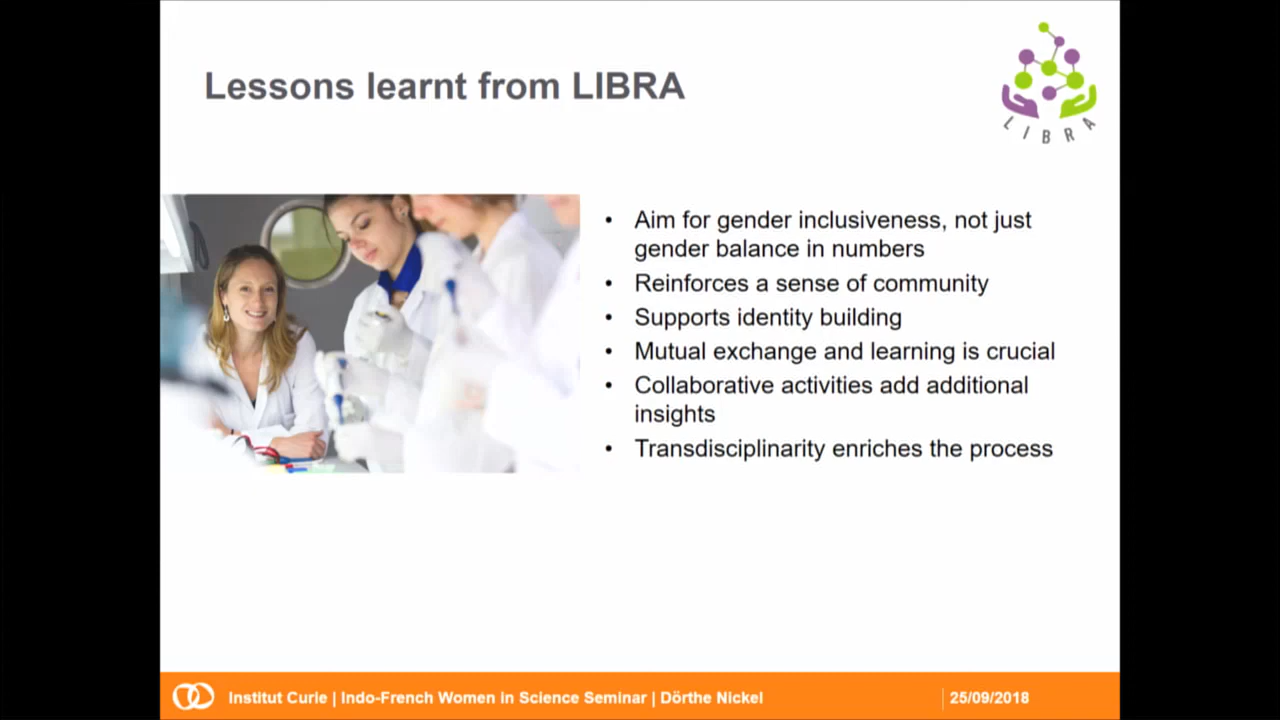 Lessons learnt from LIBRA
LIBRA
• Aim for gender inclusiveness, not just
gender balance in numbers
• Reinforces a sense of community
• Supports identity building
• Mutual exchange and learning is crucial
• Collaborative activities add additional
insights
• Transdisciplinarity enriches the process
Institut Curie | Indo-French Women in Science Seminar | Dörthe Nickel
25/09/2018